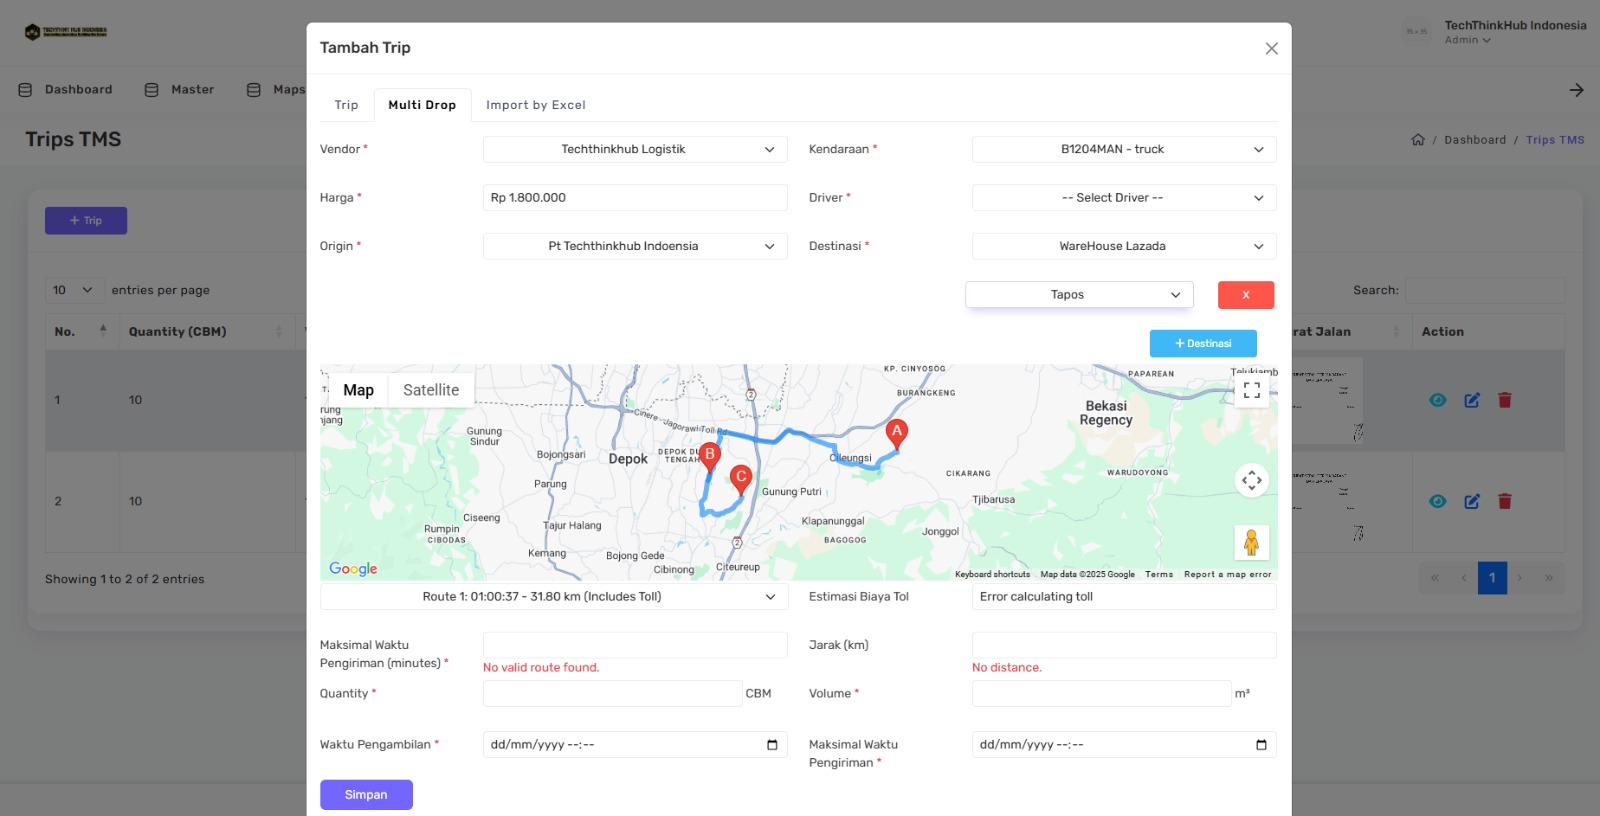 TECHTHINK HUB INDONESIA
TechThinkHub Indonesia
Admin
Dashboard
Master
Maps
Trips TMS
Dashboard / Trips TMS
+ Trip
10 entries per page
Search:
No.
Quantity (CBM)
rat Jalan
Action
1
10
2
10
Showing 1 to 2 of 2 entries
« ‹ 1 › »
Tambah Trip
Trip
Multi Drop
Import by Excel
Vendor *
Techthinkhub Logistik
Kendaraan *
B1204MAN - truck
Harga *
Rp 1.800.000
Driver *
-- Select Driver --
Origin *
Pt Techthinkhub Indoensia
Destinasi *
WareHouse Lazada
Tapos
X
+ Destinasi
Map
Satellite
KP. CINYOSOG
PAPAREAN
Telukjamb
BURANGKENG
Bekasi
Regency
Cinere-Jagorawi Toll Rd
rung
njang
Gunung
Sindur
Bojongsari
Depok
DEPOK DU
TENGAH
A
B
C
2
Cileungsi
CIKARANG
WARUDOYONG
Parung
Gunung Putri
Tjibarusa
Rumpin
CIBODAS
Ciseeng
Tajur Halang
Klapanunggal
BAGOGOG
Jonggol
2
Kemang
Bojong Gede
Cibinong
Citeureup
Google
Keyboard shortcuts
Map data ©2025 Google
Terms
Report a map error
Route 1: 01:00:37 - 31.80 km (Includes Toll)
Estimasi Biaya Tol
Error calculating toll
Maksimal Waktu
Pengiriman (minutes) *
No valid route found.
Jarak (km)
No distance.
Quantity *
CBM
Volume *
m³
Waktu Pengambilan *
dd/mm/yyyy --:--
Maksimal Waktu
Pengiriman *
dd/mm/yyyy --:--
Simpan